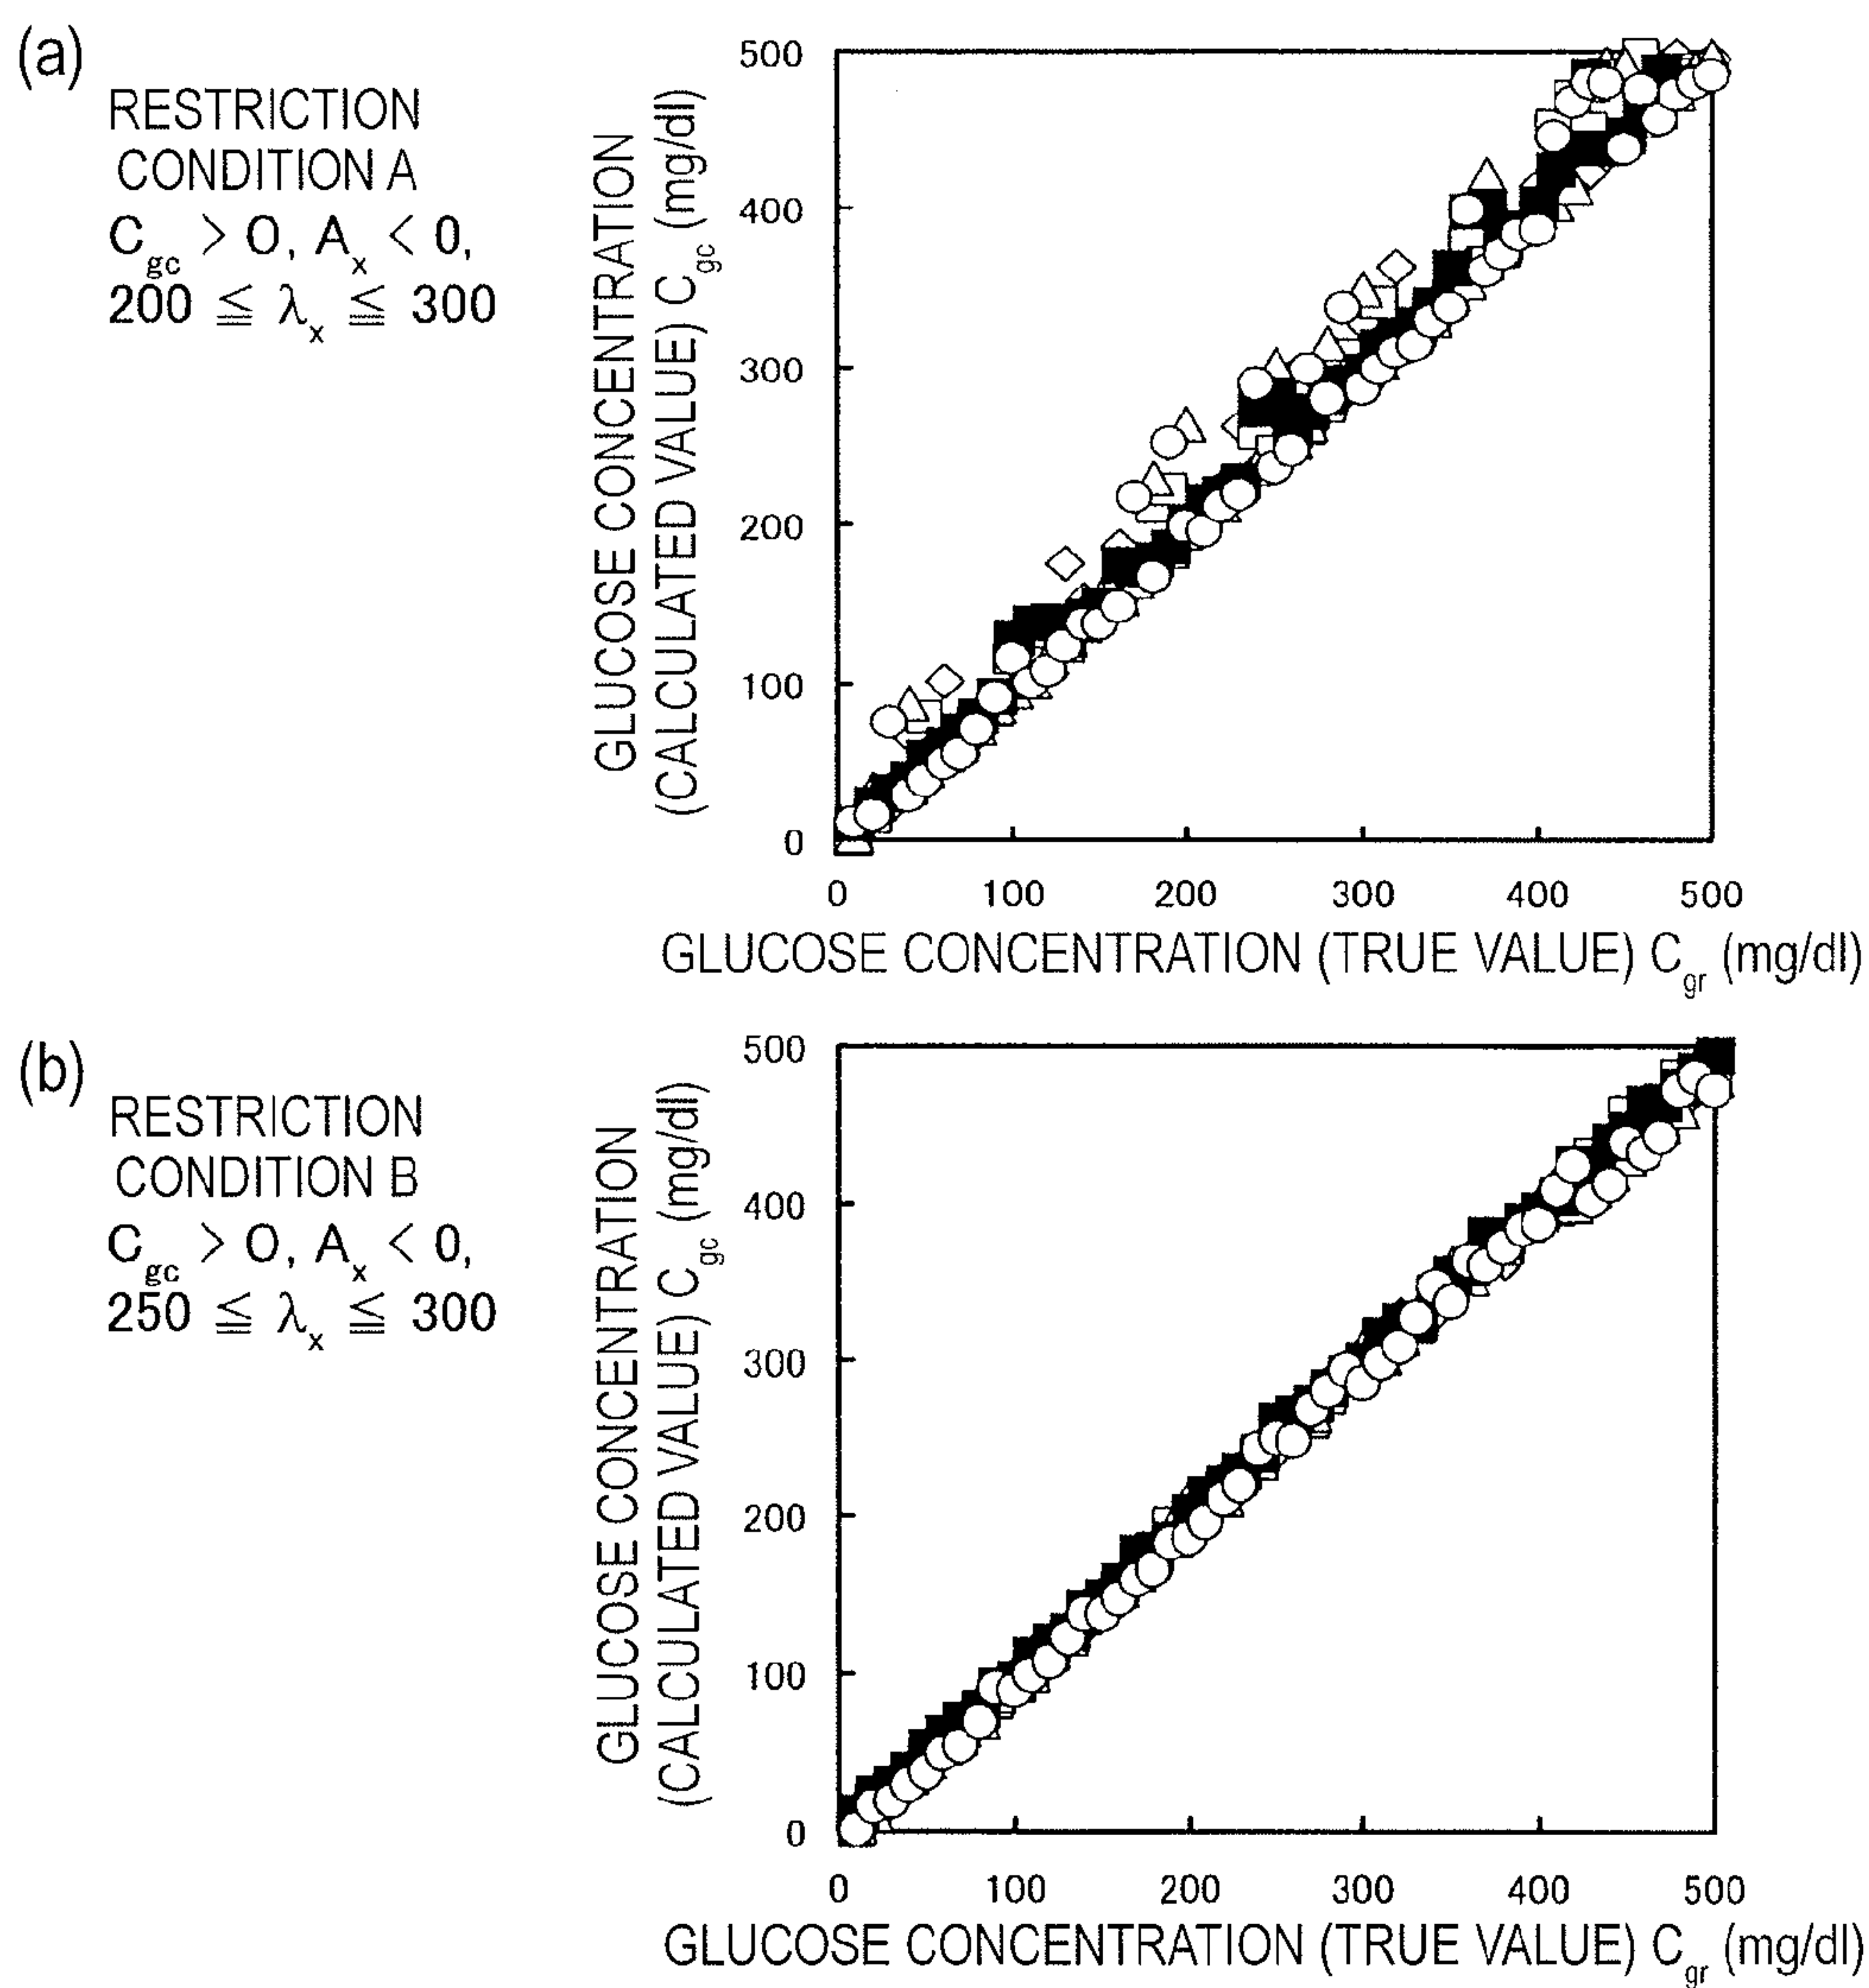 (a)
RESTRICTION
CONDITION A
C_gc > 0, A_x < 0,
200 ≦ λ_x ≦ 300
GLUCOSE CONCENTRATION
(CALCULATED VALUE) C_gc (mg/dl)
500
400
300
200
100
0
0 100 200 300 400 500
GLUCOSE CONCENTRATION (TRUE VALUE) C_gr (mg/dl)
(b)
RESTRICTION
CONDITION B
C_gc > 0, A_x < 0,
250 ≦ λ_x ≦ 300
GLUCOSE CONCENTRATION
(CALCULATED VALUE) C_gc (mg/dl)
500
400
300
200
100
0
0 100 200 300 400 500
GLUCOSE CONCENTRATION (TRUE VALUE) C_gr (mg/dl)